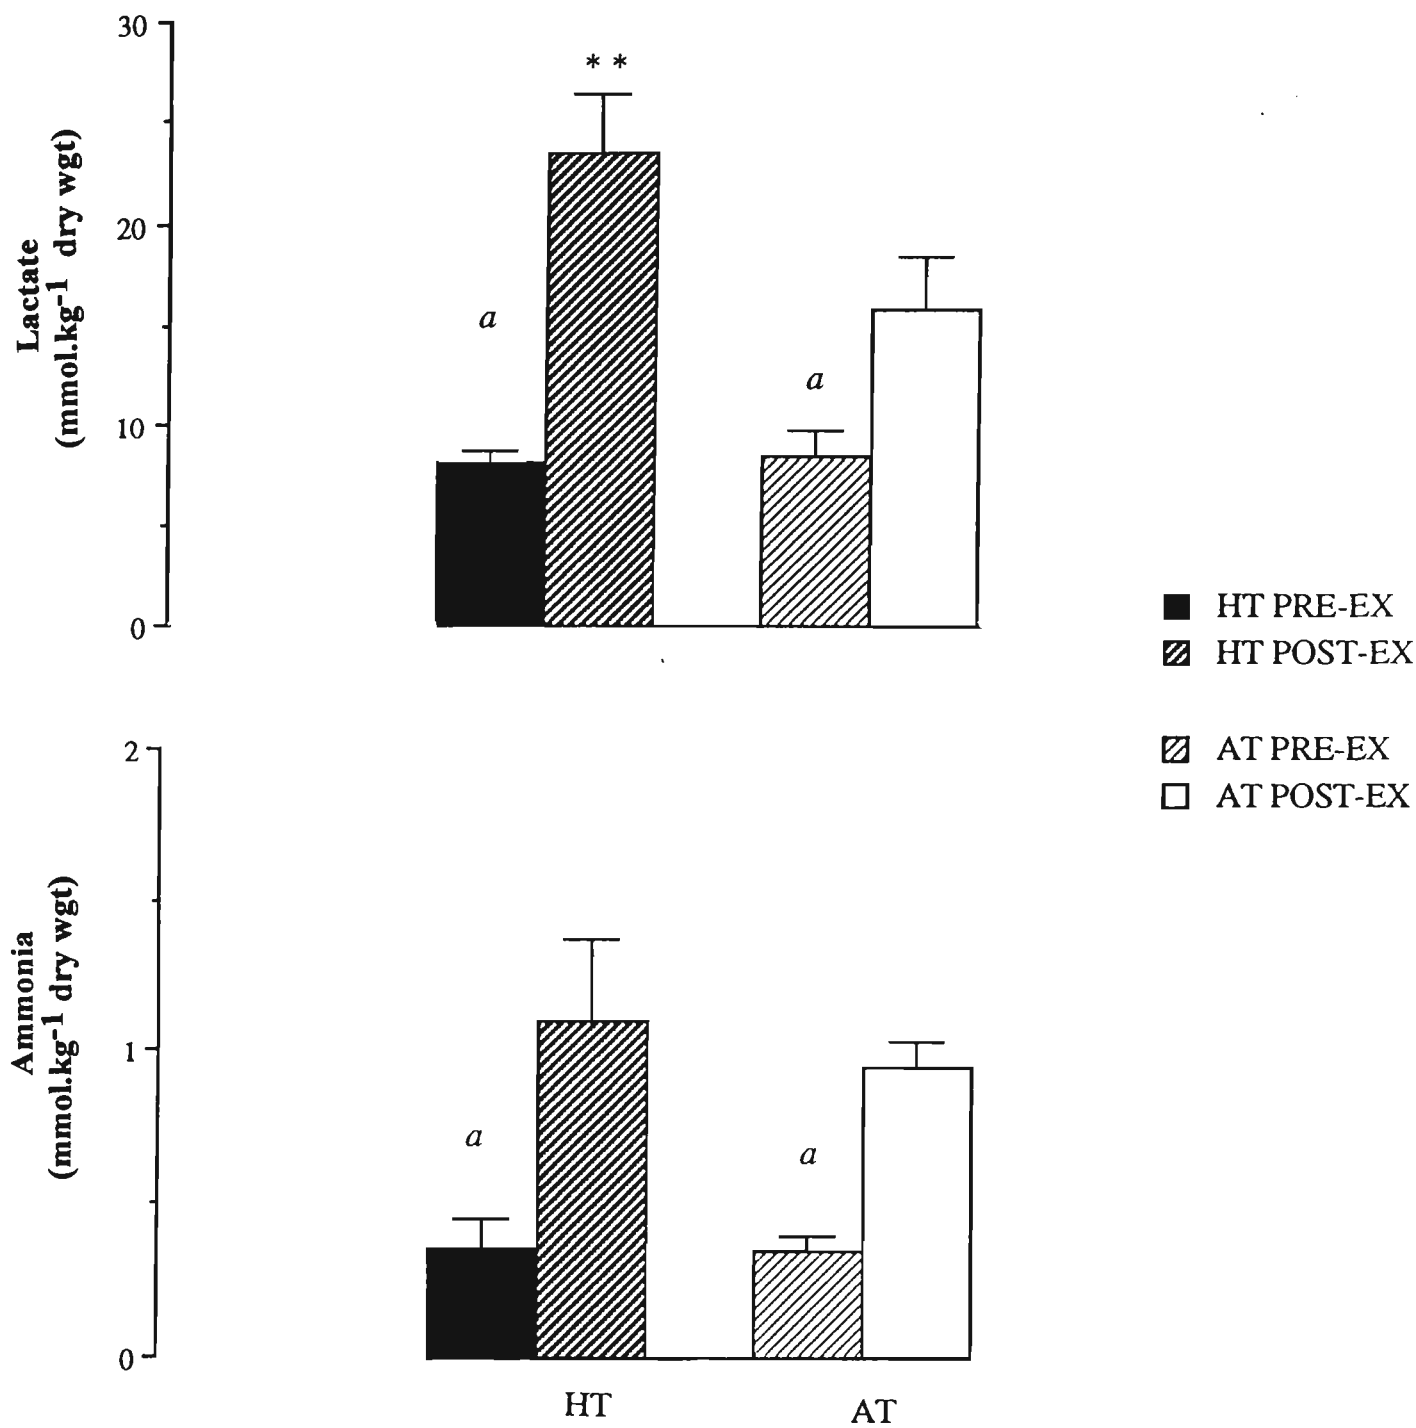 30
20
10
0
Lactate
(mmol.kg-1 dry wgt)
* *
a
a
HT PRE-EX
HT POST-EX
AT PRE-EX
AT POST-EX
2
1
0
Ammonia
(mmol.kg-1 dry wgt)
a
a
HT
AT